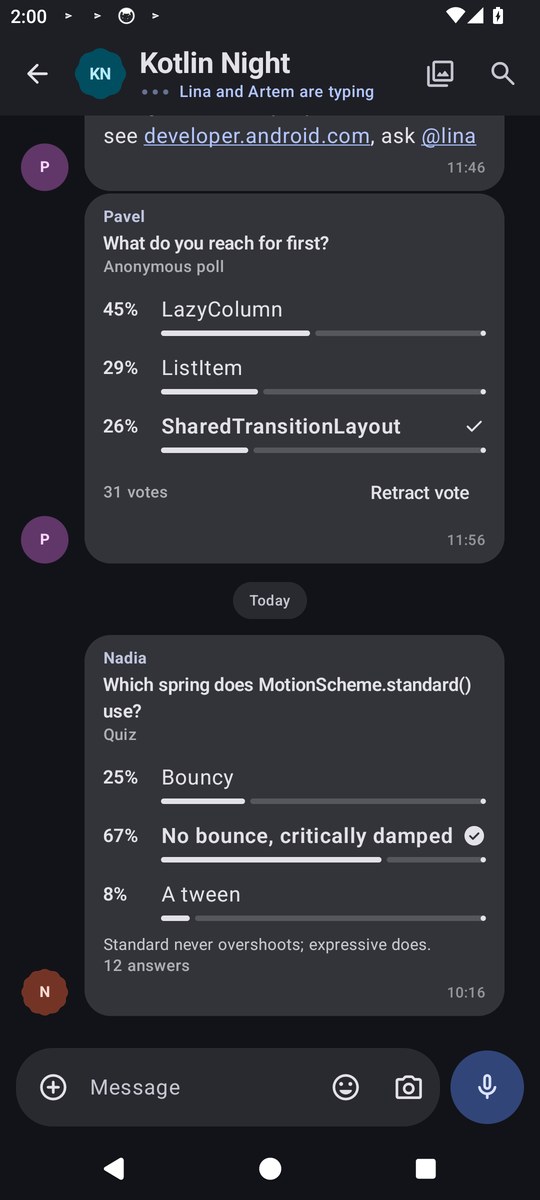 2:00
KN
Kotlin Night
Lina and Artem are typing
see developer.android.com, ask @lina
11:46
P
Pavel
What do you reach for first?
Anonymous poll
45% LazyColumn
29% ListItem
26% SharedTransitionLayout
31 votes
Retract vote
P
11:56
Today
Nadia
Which spring does MotionScheme.standard()
use?
Quiz
25% Bouncy
67% No bounce, critically damped
8% A tween
Standard never overshoots; expressive does.
12 answers
N
10:16
Message